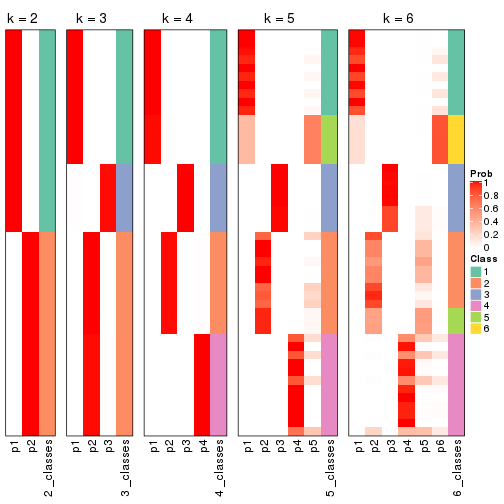 k = 2
k = 3
k = 4
k = 5
k = 6
p1
p2
2_classes
p1
p2
p3
3_classes
p1
p2
p3
p4
4_classes
p1
p2
p3
p4
p5
5_classes
p1
p2
p3
p4
p5
p6
6_classes
Prob
1
0.8
0.6
0.4
0.2
0
Class
1
2
3
4
5
6